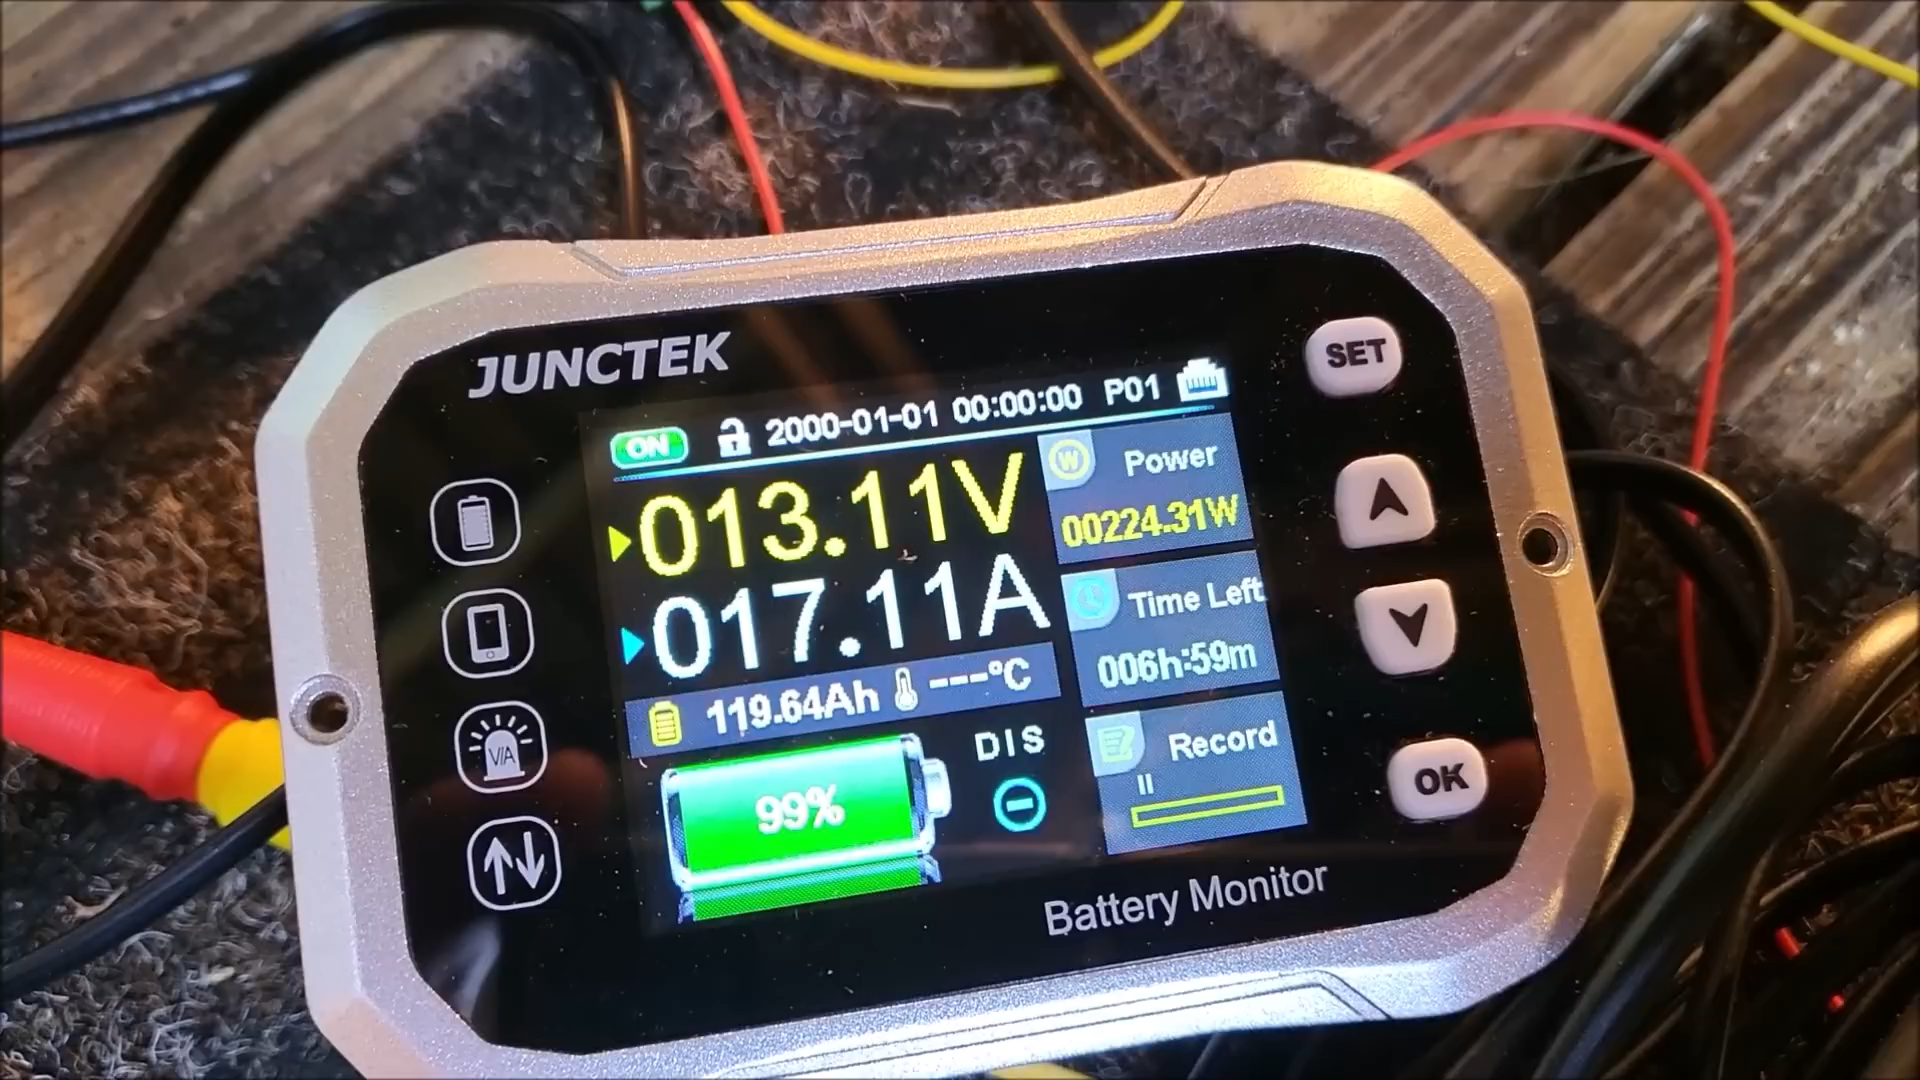 JUNCTEK
SET
ON 2000-01-01 00:00:00 P01
013.11V
Power
00224.31W
017.11A
Time Left
006h:59m
119.64Ah ---°C
V/A
99%
DIS
Record
OK
Battery Monitor